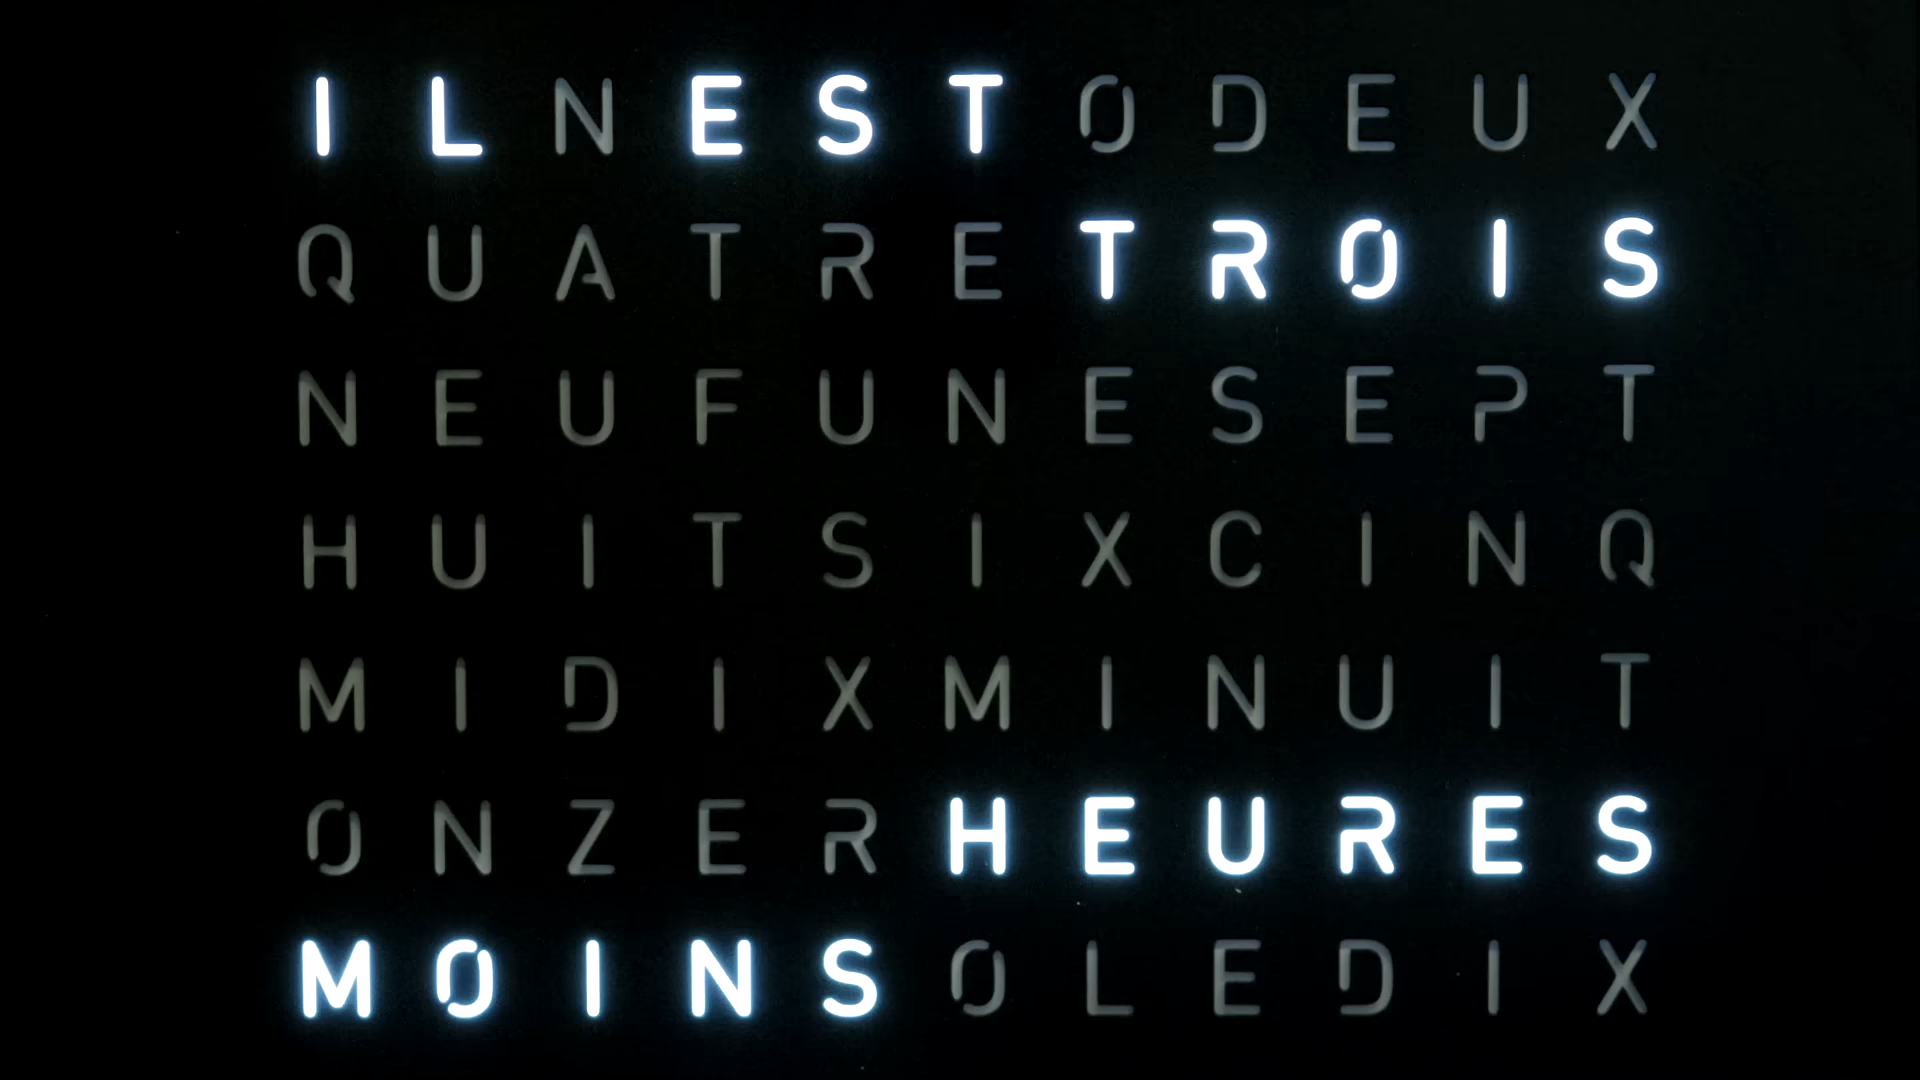 ILNESTODEUX
QUATRETROIS
NEUFUNESEPT
HUITSIXCINQ
MIDIXMINUIT
ONZERHEURES
MOINSOLEDIX